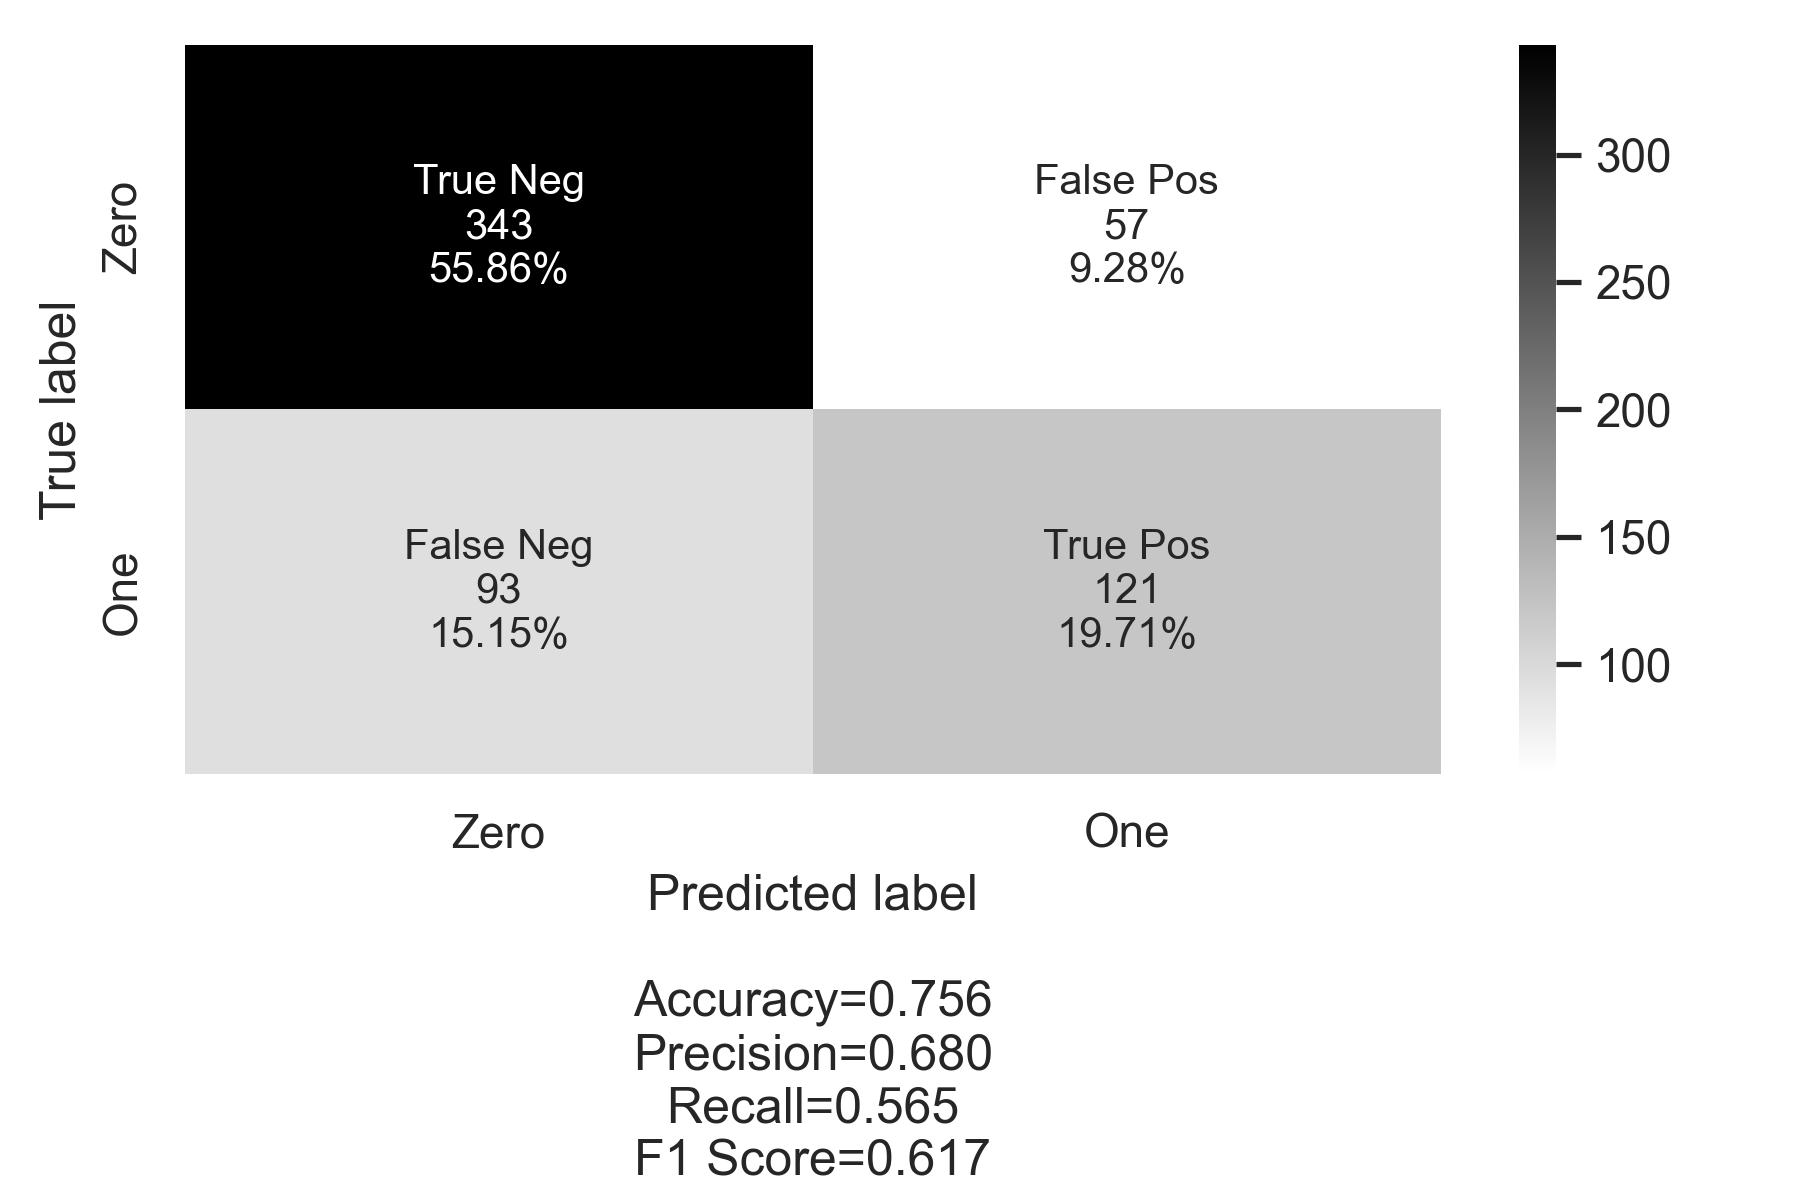 True label
Zero
One
True Neg
343
55.86%
False Pos
57
9.28%
False Neg
93
15.15%
True Pos
121
19.71%
300
250
200
150
100
Zero
One
Predicted label
Accuracy=0.756
Precision=0.680
Recall=0.565
F1 Score=0.617